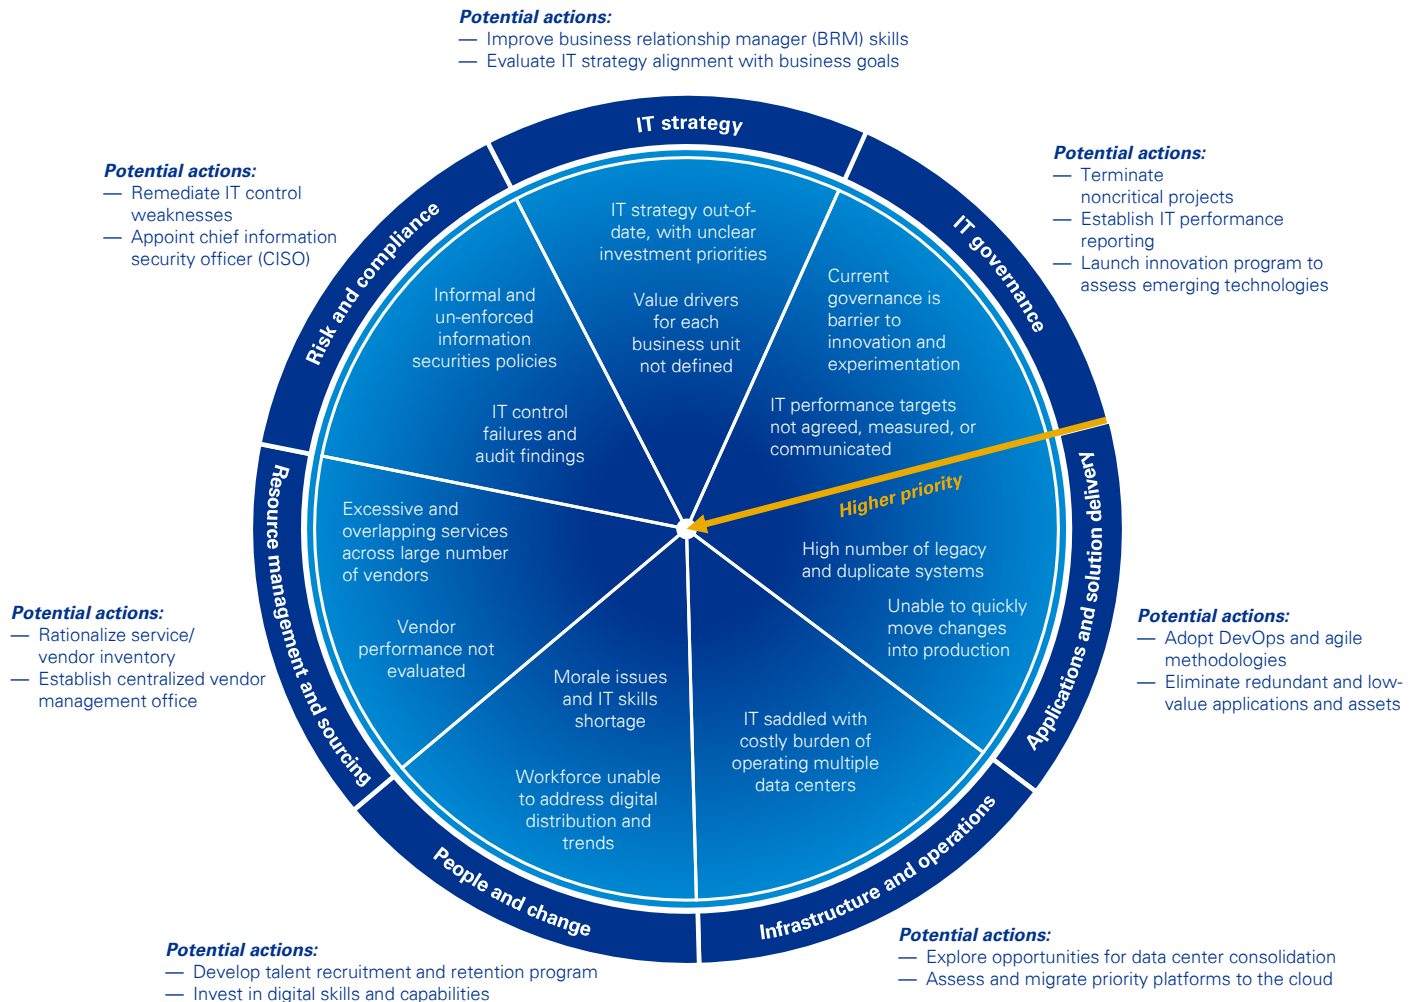 Potential actions:
— Improve business relationship manager (BRM) skills
— Evaluate IT strategy alignment with business goals
IT strategy
IT strategy out-of-
date, with unclear
investment priorities
Value drivers
for each
business unit
not defined
Potential actions:
— Terminate
noncritical projects
— Establish IT performance
reporting
— Launch innovation program to
assess emerging technologies
IT governance
Current
governance is
barrier to
innovation and
experimentation
IT performance targets
not agreed, measured, or
communicated
Higher priority
Applications and solution delivery
High number of legacy
and duplicate systems
Unable to quickly
move changes
into production
Potential actions:
— Adopt DevOps and agile
methodologies
— Eliminate redundant and low-
value applications and assets
Infrastructure and operations
IT saddled with
costly burden of
operating multiple
data centers
Potential actions:
— Explore opportunities for data center consolidation
— Assess and migrate priority platforms to the cloud
People and change
Morale issues
and IT skills
shortage
Workforce unable
to address digital
distribution and
trends
Potential actions:
— Develop talent recruitment and retention program
— Invest in digital skills and capabilities
Resource management and sourcing
Excessive and
overlapping services
across large number
of vendors
Vendor
performance not
evaluated
Potential actions:
— Rationalize service/
vendor inventory
— Establish centralized vendor
management office
Risk and compliance
Informal and
un-enforced
information
securities policies
IT control
failures and
audit findings
Potential actions:
— Remediate IT control
weaknesses
— Appoint chief information
security officer (CISO)